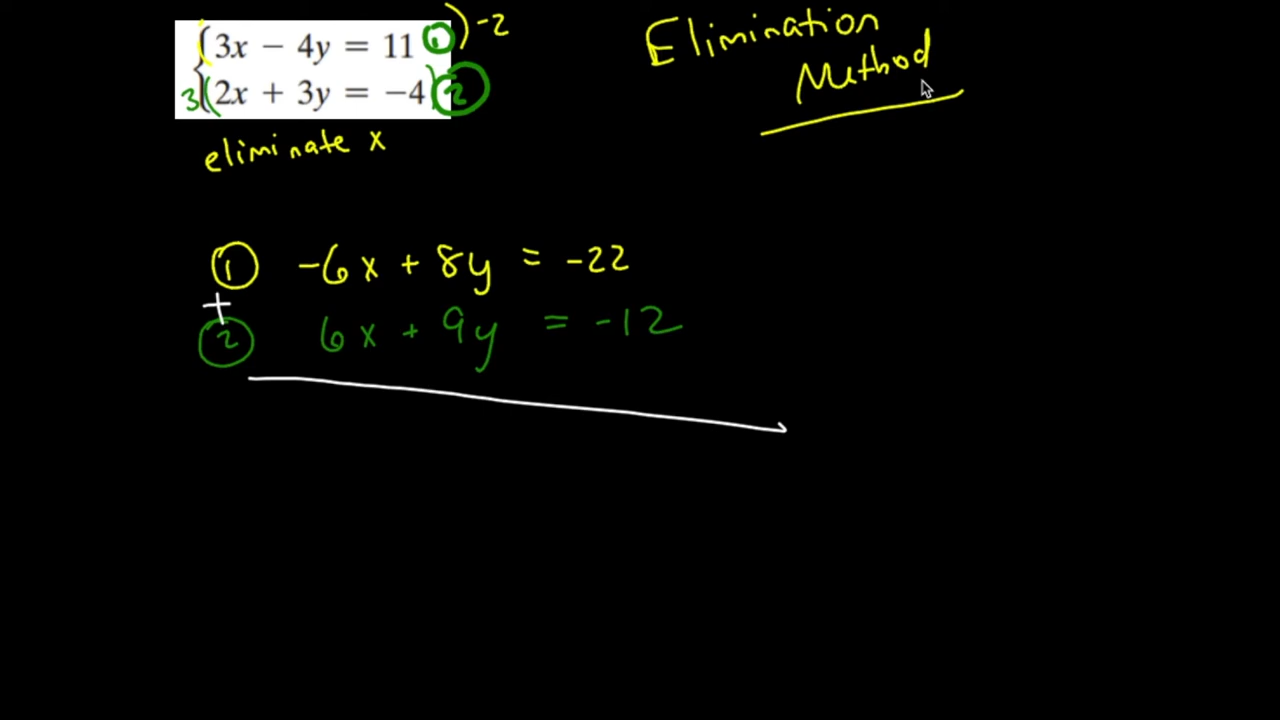 3x − 4y = 11 ① ) -2
3 ( 2x + 3y = −4 ) ②
Elimination
Method
eliminate x
① -6x + 8y = -22
+
② 6x + 9y = -12